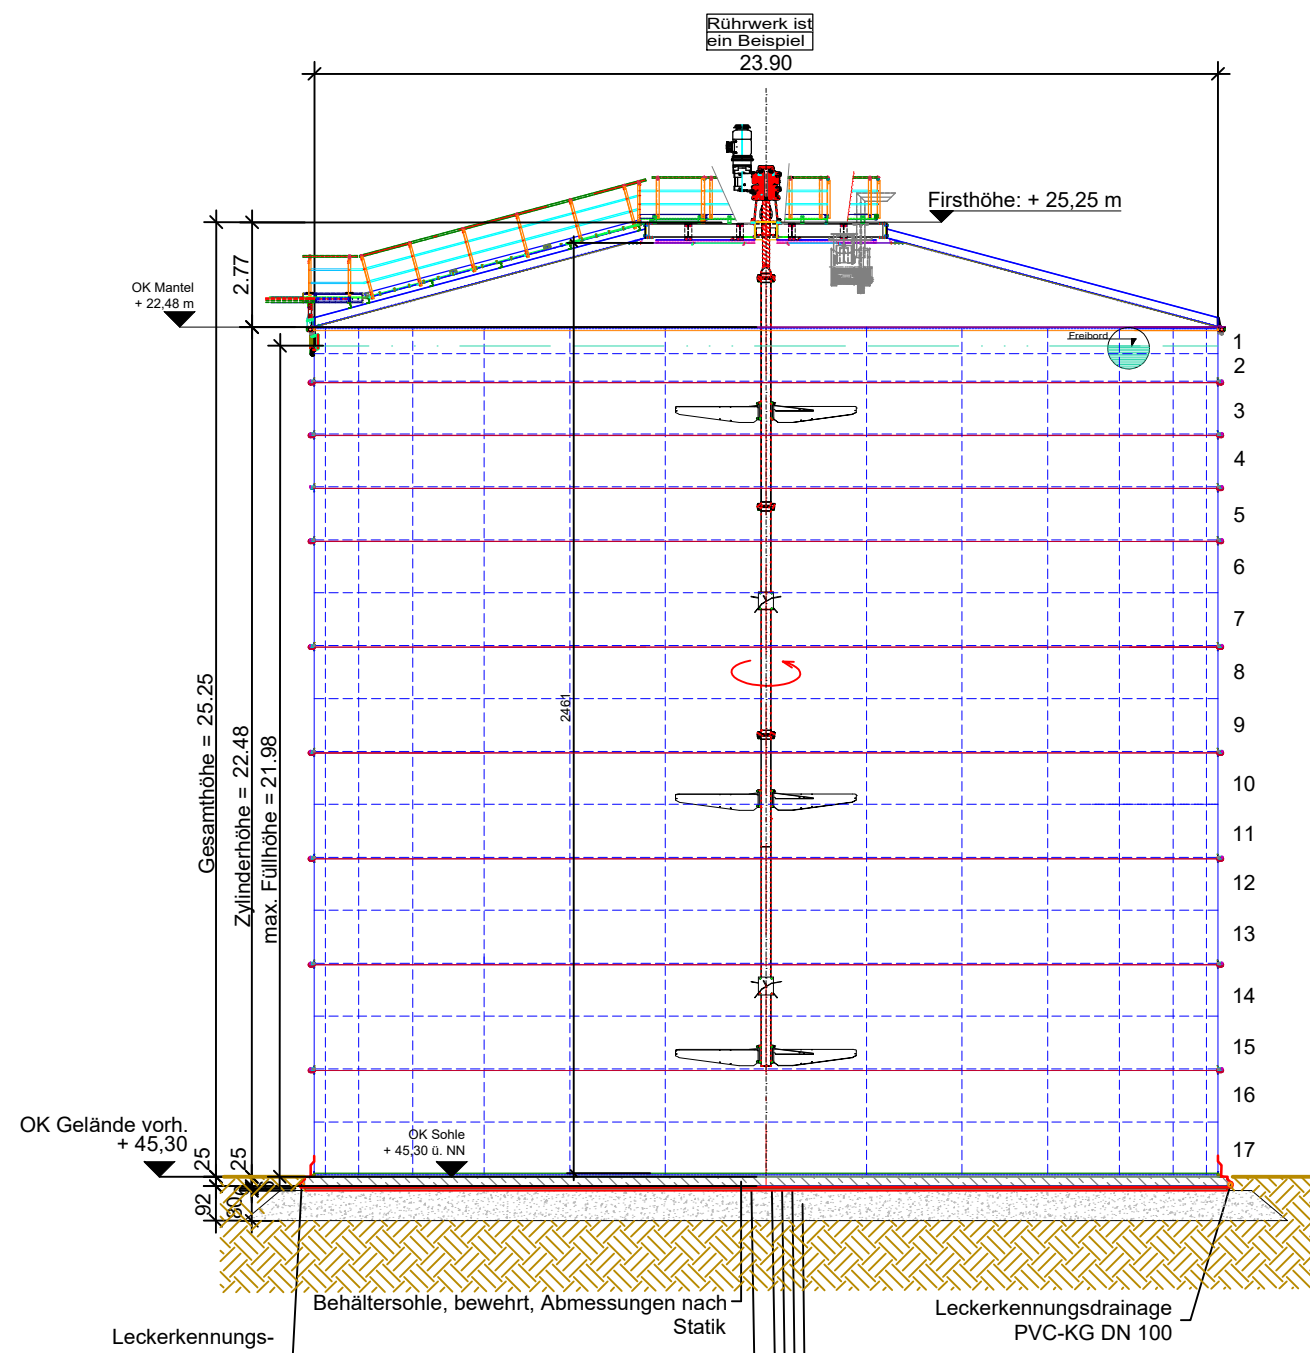 Rührwerk ist
ein Beispiel
23.90
Firsthöhe: + 25,25 m
2.77
OK Mantel
+ 22,48 m
Freibord
1
2
3
4
5
6
7
8
9
10
11
12
13
14
15
16
17
Gesamthöhe = 25.25
Zylinderhöhe = 22.48
max. Füllhöhe = 21.98
2461
OK Gelände vorh.
+ 45,30
OK Sohle
+ 45,30 ü. NN
25
25
92
80
Behältersohle, bewehrt, Abmessungen nach
Statik
Leckerkennungs-
Leckerkennungsdrainage
PVC-KG DN 100